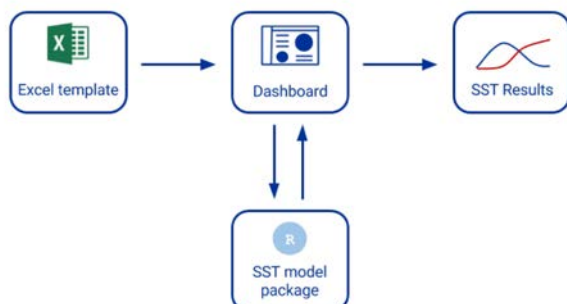 X
Excel template
Dashboard
SST Results
R
SST model
package